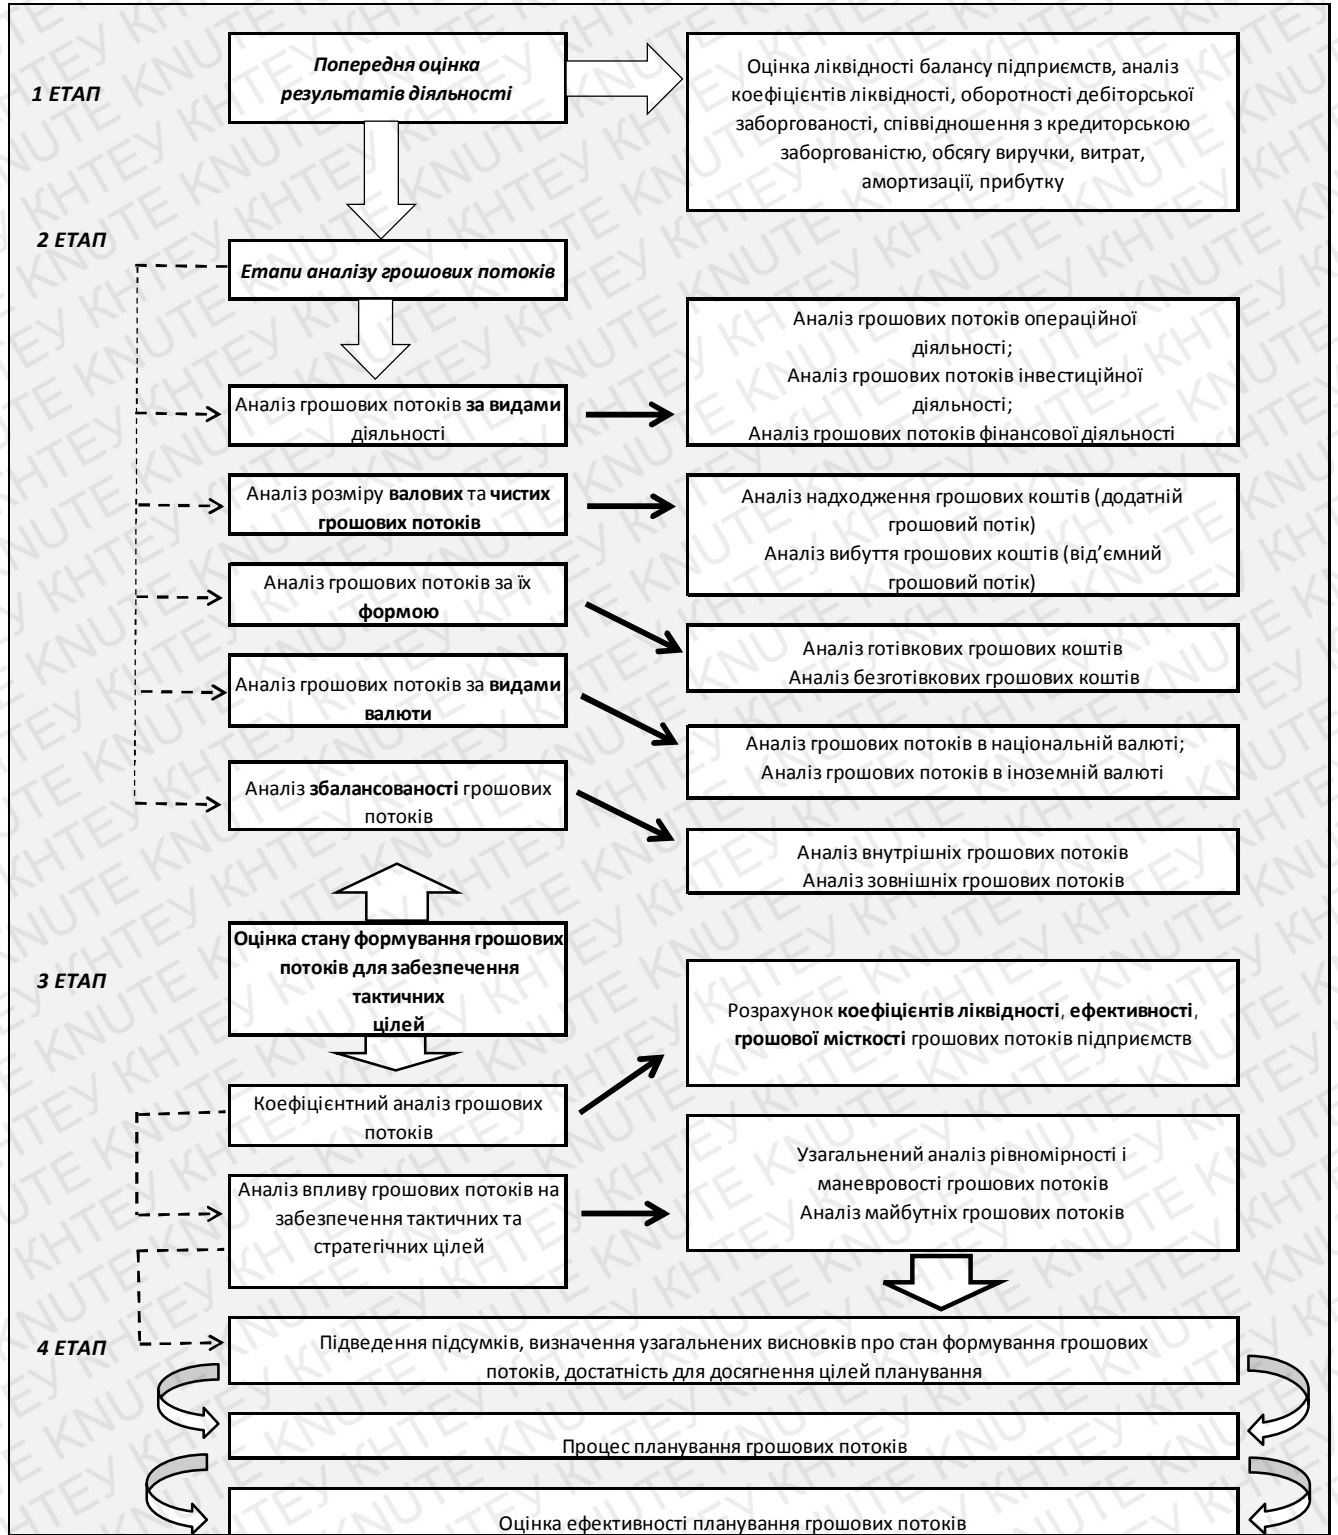 1 ЕТАП
Попередня оцінка
результатів діяльності
Оцінка ліквідності балансу підприємств, аналіз
коефіцієнтів ліквідності, оборотності дебіторської
заборгованості, співвідношення з кредиторською
заборгованістю, обсягу виручки, витрат,
амортизації, прибутку
2 ЕТАП
Етапи аналізу грошових потоків
Аналіз грошових потоків за видами
діяльності
Аналіз грошових потоків операційної
діяльності;
Аналіз грошових потоків інвестиційної
діяльності;
Аналіз грошових потоків фінансової діяльності
Аналіз розміру валових та чистих
грошових потоків
Аналіз надходження грошових коштів (додатній
грошовий потік)
Аналіз вибуття грошових коштів (від’ємний
грошовий потік)
Аналіз грошових потоків за їх
формою
Аналіз готівкових грошових коштів
Аналіз безготівкових грошових коштів
Аналіз грошових потоків за видами
валюти
Аналіз грошових потоків в національній валюті;
Аналіз грошових потоків в іноземній валюті
Аналіз збалансованості грошових
потоків
Аналіз внутрішніх грошових потоків
Аналіз зовнішніх грошових потоків
3 ЕТАП
Оцінка стану формування грошових
потоків для забезпечення
тактичних
цілей
Розрахунок коефіцієнтів ліквідності, ефективності,
грошової місткості грошових потоків підприємств
Коефіцієнтний аналіз грошових
потоків
Аналіз впливу грошових потоків на
забезпечення тактичних та
стратегічних цілей
Узагальнений аналіз рівномірності і
маневровості грошових потоків
Аналіз майбутніх грошових потоків
4 ЕТАП
Підведення підсумків, визначення узагальнених висновків про стан формування грошових
потоків, достатність для досягнення цілей планування
Процес планування грошових потоків
Оцінка ефективності планування грошових потоків